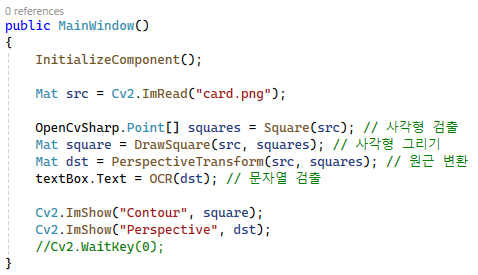 0 references
public MainWindow()
{
InitializeComponent();
Mat src = Cv2.ImRead("card.png");
OpenCvSharp.Point[] squares = Square(src); // 사각형 검출
Mat square = DrawSquare(src, squares); // 사각형 그리기
Mat dst = PerspectiveTransform(src, squares); // 원근 변환
textBox.Text = OCR(dst); // 문자열 검출
Cv2.ImShow("Contour", square);
Cv2.ImShow("Perspective", dst);
//Cv2.WaitKey(0);
}